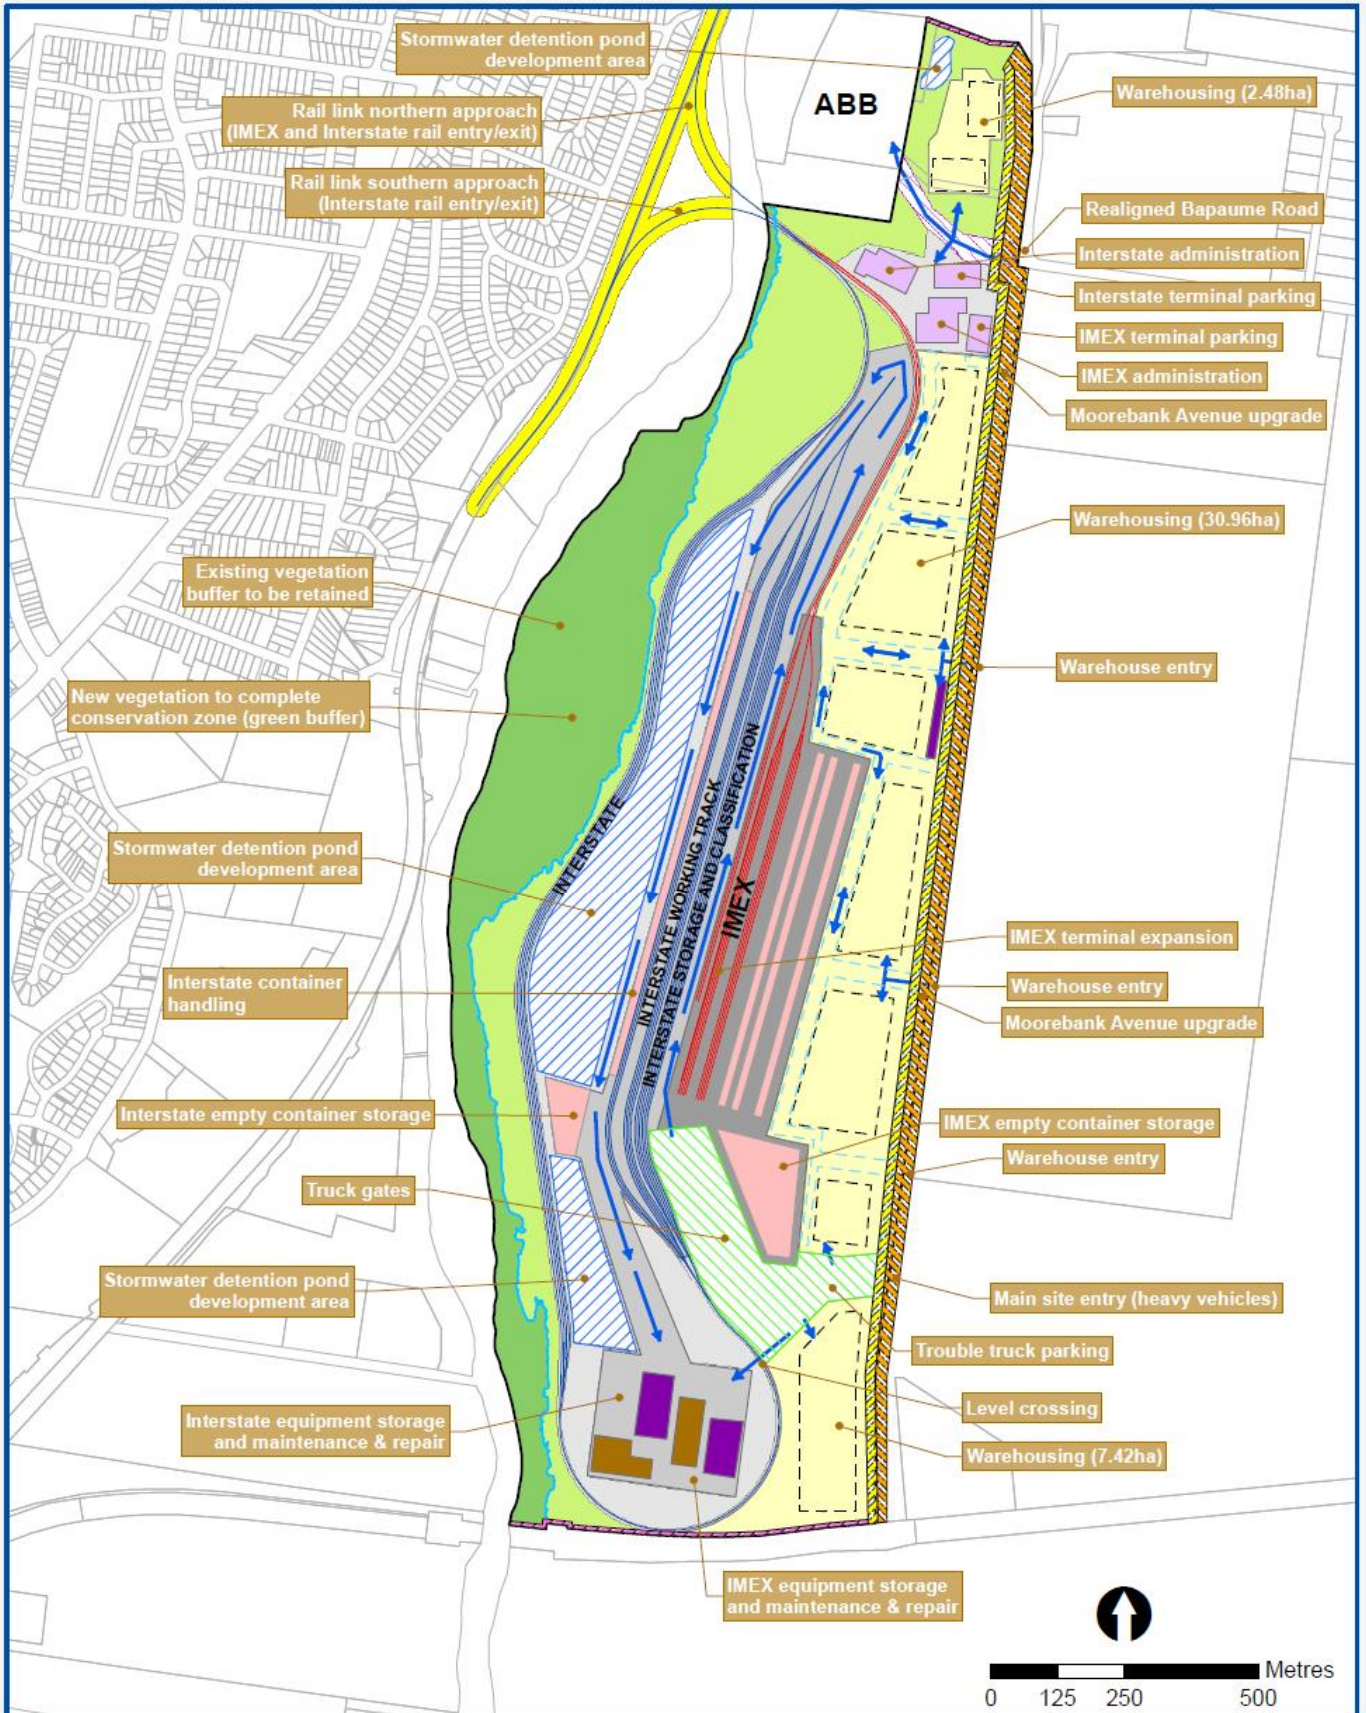 Stormwater detention pond
development area
ABB
Warehousing (2.48ha)
Rail link northern approach
(IMEX and Interstate rail entry/exit)
Rail link southern approach
(Interstate rail entry/exit)
Realigned Bapaume Road
Interstate administration
Interstate terminal parking
IMEX terminal parking
IMEX administration
Moorebank Avenue upgrade
Warehousing (30.96ha)
Existing vegetation
buffer to be retained
Warehouse entry
New vegetation to complete
conservation zone (green buffer)
INTERSTATE
INTERSTATE WORKING TRACK
INTERSTATE STORAGE AND CLASSIFICATION
IMEX
Stormwater detention pond
development area
IMEX terminal expansion
Interstate container
handling
Warehouse entry
Moorebank Avenue upgrade
Interstate empty container storage
IMEX empty container storage
Warehouse entry
Truck gates
Stormwater detention pond
development area
Main site entry (heavy vehicles)
Trouble truck parking
Level crossing
Interstate equipment storage
and maintenance & repair
Warehousing (7.42ha)
IMEX equipment storage
and maintenance & repair
Metres
0 125 250 500